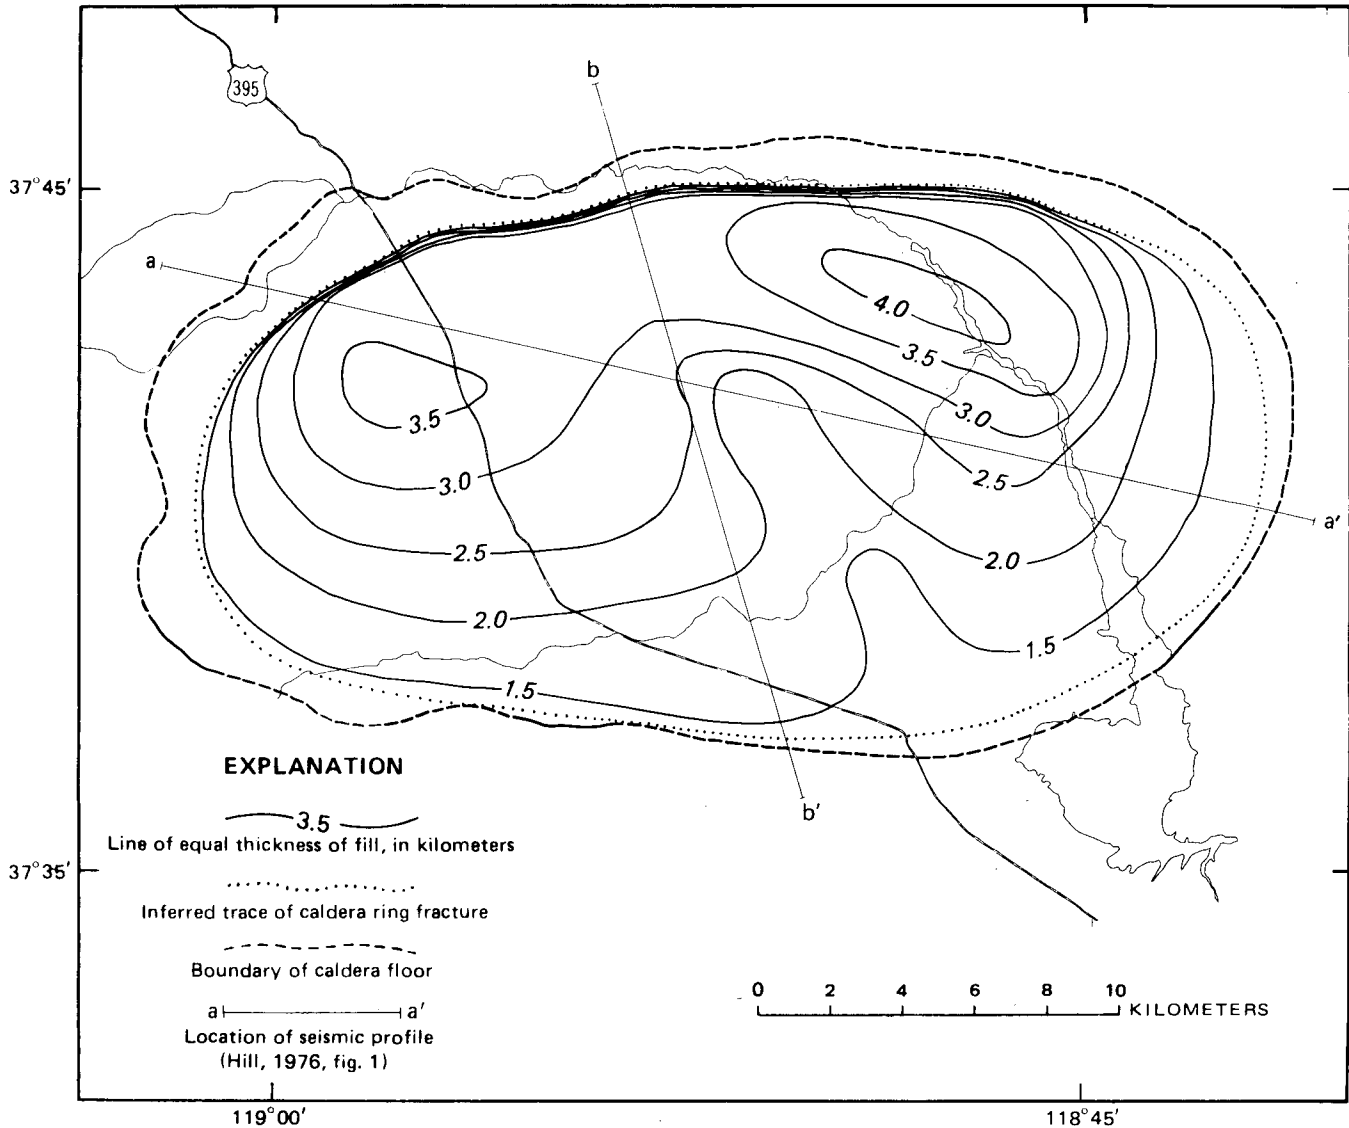 b
395
37°45'
a
4.0
3.5
3.0
3.5
3.0
2.5
a'
2.5
2.0
2.0
1.5
1.5
b'
EXPLANATION
3.5
Line of equal thickness of fill, in kilometers
Inferred trace of caldera ring fracture
Boundary of caldera floor
a a'
Location of seismic profile
(Hill, 1976, fig. 1)
37°35'
0 2 4 6 8 10
KILOMETERS
119°00' 118°45'